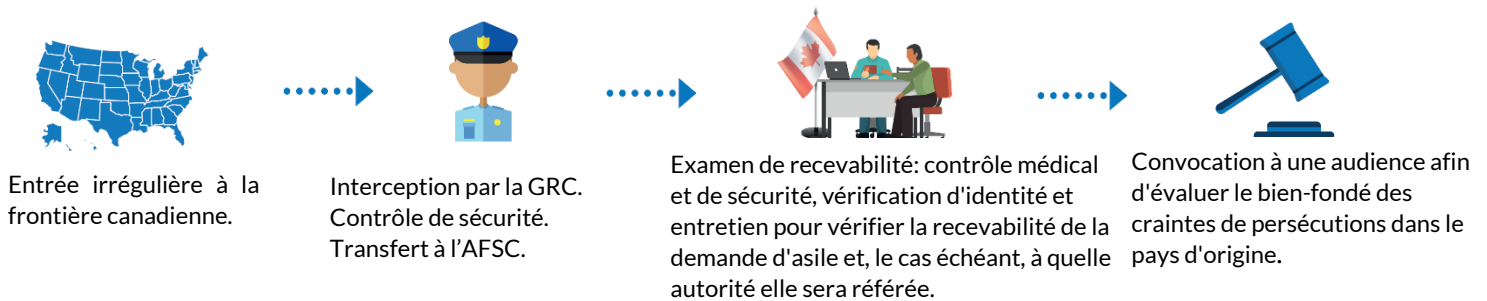 Entrée irrégulière à la
frontière canadienne.
Interception par la GRC.
Contrôle de sécurité.
Transfert à l’AFSC.
Examen de recevabilité: contrôle médical
et de sécurité, vérification d'identité et
entretien pour vérifier la recevabilité de la
demande d'asile et, le cas échéant, à quelle
autorité elle sera référée.
Convocation à une audience afin
d'évaluer le bien-fondé des
craintes de persécutions dans le
pays d'origine.